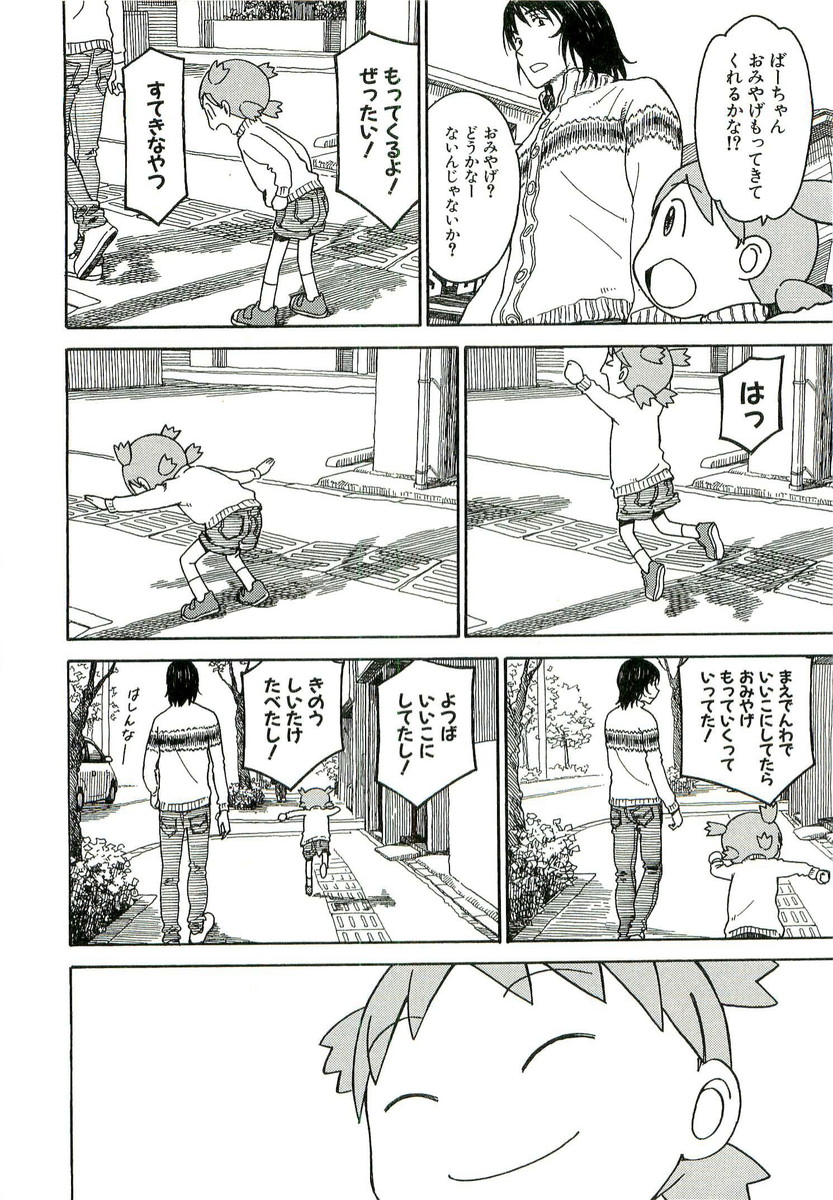 ばーちゃん
おみやげもってきて
くれるかな!?
おみやげ？
どうかなー
ないんじゃないか？
もってくるよ！
ぜったい！
すてきなやつ
はっ
まえでんわで
いいこにしてたら
おみやげ
もっていくって
いってた！
よつば
いいこに
してたし！
きのう
しいたけ
たべたし！
はしんなー